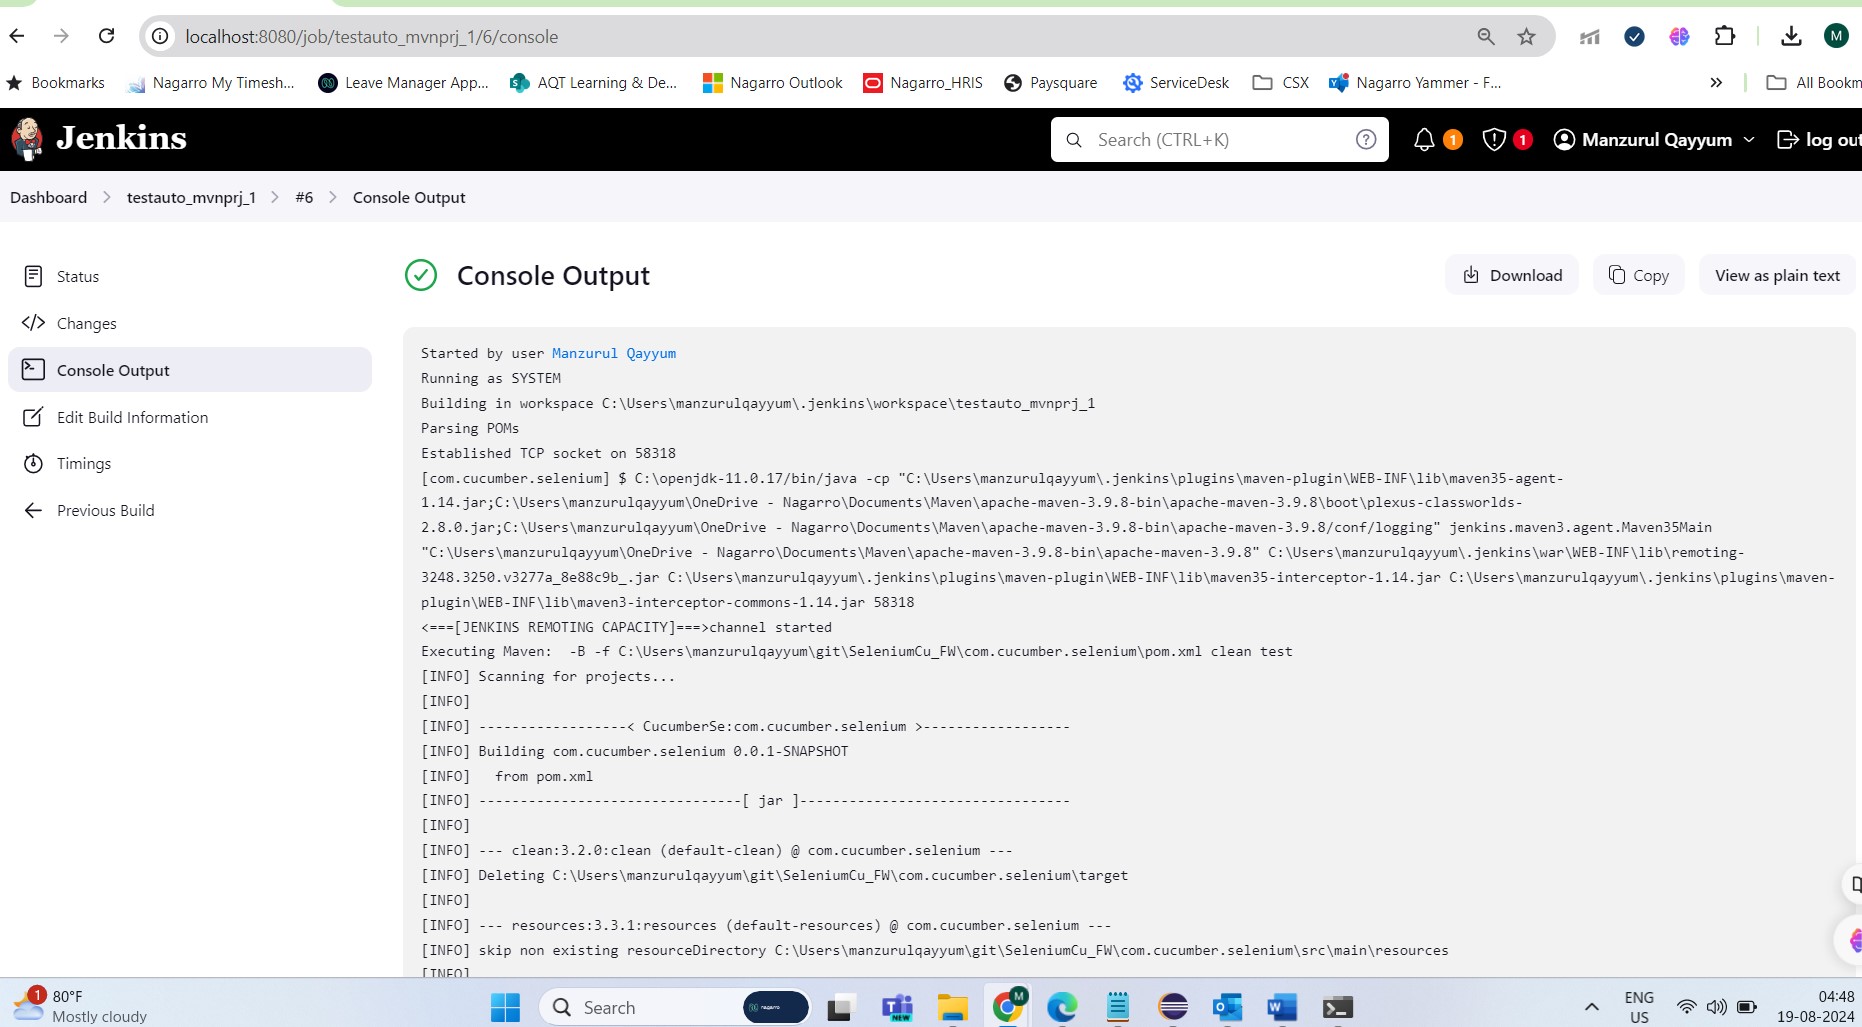 localhost:8080/job/testauto_mvnprj_1/6/console
M
Bookmarks
Nagarro My Timesh...
Leave Manager App...
AQT Learning & De...
Nagarro Outlook
Nagarro_HRIS
Paysquare
ServiceDesk
CSX
Nagarro Yammer - F...
»
All Bookm
Jenkins
Search (CTRL+K)
1
1
Manzurul Qayyum
log out
Dashboard > testauto_mvnprj_1 > #6 > Console Output
Status
Changes
Console Output
Edit Build Information
Timings
Previous Build
Console Output
Download
Copy
View as plain text
Started by user Manzurul Qayyum
Running as SYSTEM
Building in workspace C:\Users\manzurulqayyum\.jenkins\workspace\testauto_mvnprj_1
Parsing POMs
Established TCP socket on 58318
[com.cucumber.selenium] $ C:\openjdk-11.0.17/bin/java -cp "C:\Users\manzurulqayyum\.jenkins\plugins\maven-plugin\WEB-INF\lib\maven35-agent-
1.14.jar;C:\Users\manzurulqayyum\OneDrive - Nagarro\Documents\Maven\apache-maven-3.9.8-bin\apache-maven-3.9.8\boot\plexus-classworlds-
2.8.0.jar;C:\Users\manzurulqayyum\OneDrive - Nagarro\Documents\Maven\apache-maven-3.9.8-bin\apache-maven-3.9.8/conf/logging" jenkins.maven3.agent.Maven35Main
"C:\Users\manzurulqayyum\OneDrive - Nagarro\Documents\Maven\apache-maven-3.9.8-bin\apache-maven-3.9.8" C:\Users\manzurulqayyum\.jenkins\war\WEB-INF\lib\remoting-
3248.3250.v3277a_8e88c9b_.jar C:\Users\manzurulqayyum\.jenkins\plugins\maven-plugin\WEB-INF\lib\maven35-interceptor-1.14.jar C:\Users\manzurulqayyum\.jenkins\plugins\maven-
plugin\WEB-INF\lib\maven3-interceptor-commons-1.14.jar 58318
<===[JENKINS REMOTING CAPACITY]===>channel started
Executing Maven:  -B -f C:\Users\manzurulqayyum\git\SeleniumCu_FW\com.cucumber.selenium\pom.xml clean test
[INFO] Scanning for projects...
[INFO]
[INFO] ------------------< CucumberSe:com.cucumber.selenium >------------------
[INFO] Building com.cucumber.selenium 0.0.1-SNAPSHOT
[INFO]   from pom.xml
[INFO] --------------------------------[ jar ]---------------------------------
[INFO]
[INFO] --- clean:3.2.0:clean (default-clean) @ com.cucumber.selenium ---
[INFO] Deleting C:\Users\manzurulqayyum\git\SeleniumCu_FW\com.cucumber.selenium\target
[INFO]
[INFO] --- resources:3.3.1:resources (default-resources) @ com.cucumber.selenium ---
[INFO] skip non existing resourceDirectory C:\Users\manzurulqayyum\git\SeleniumCu_FW\com.cucumber.selenium\src\main\resources
[INFO]
1
80°F
Mostly cloudy
Search
nagarro
NEW
M
ENG
US
04:48
19-08-2024